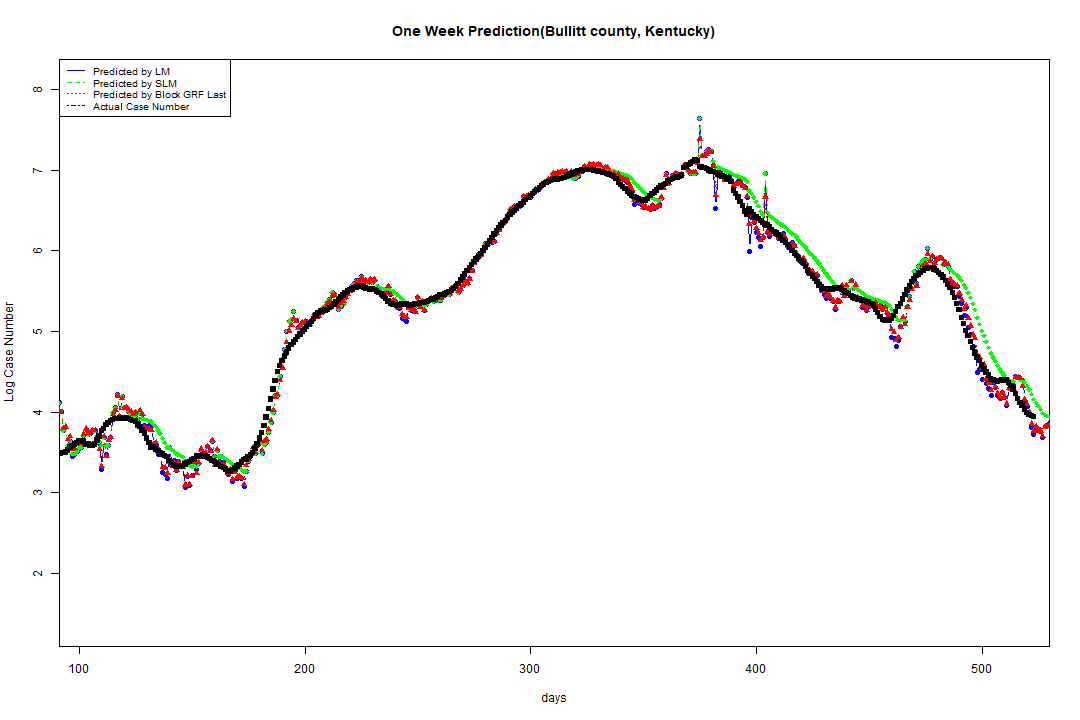 One Week Prediction(Bullitt county, Kentucky)
Predicted by LM
Predicted by SLM
Predicted by Block GRF Last
Actual Case Number
Log Case Number
8
7
6
5
4
3
2
100 200 300 400 500
days